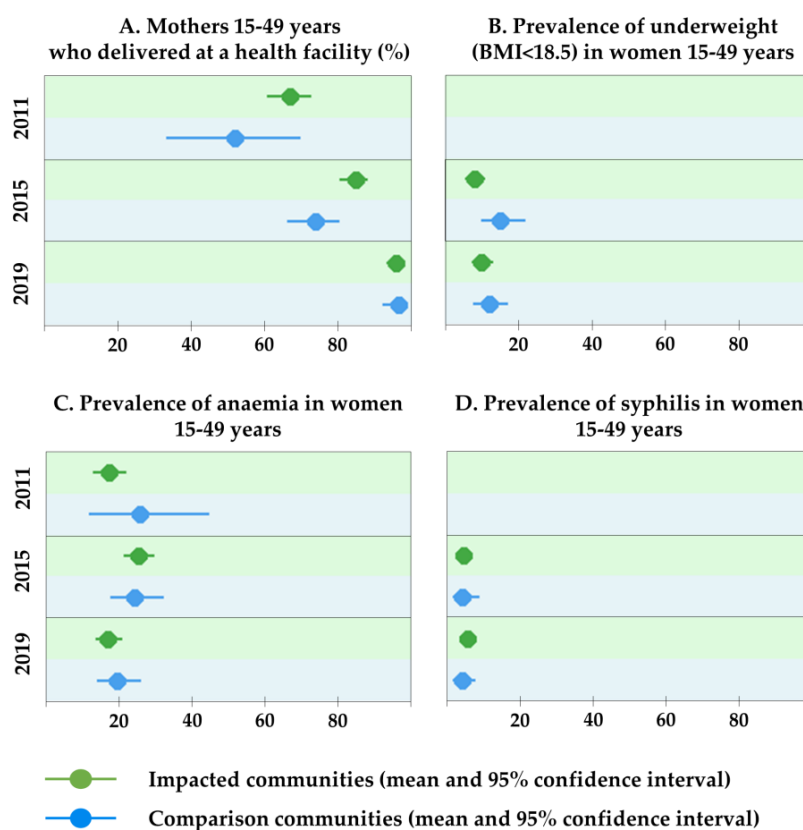 A. Mothers 15-49 years
who delivered at a health facility (%)
B. Prevalence of underweight
(BMI<18.5) in women 15-49 years
2011
2015
2019
20 40 60 80
20 40 60 80
C. Prevalence of anaemia in women
15-49 years
D. Prevalence of syphilis in women
15-49 years
2011
2015
2019
20 40 60 80
20 40 60 80
Impacted communities (mean and 95% confidence interval)
Comparison communities (mean and 95% confidence interval)